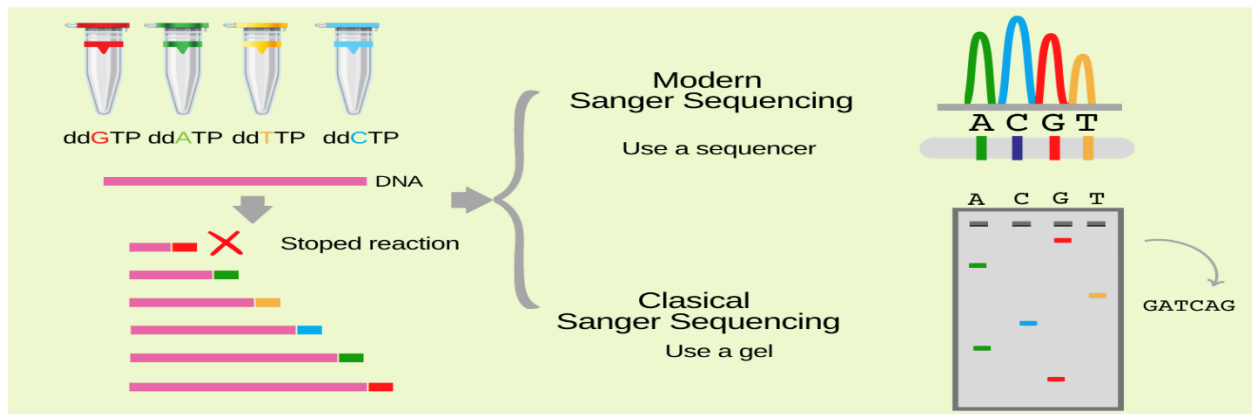 ddGTP ddATP ddTTP ddCTP
DNA
Stoped reaction
Modern
Sanger Sequencing
Use a sequencer
A C G T
Clasical
Sanger Sequencing
Use a gel
A C G T
GATCAG